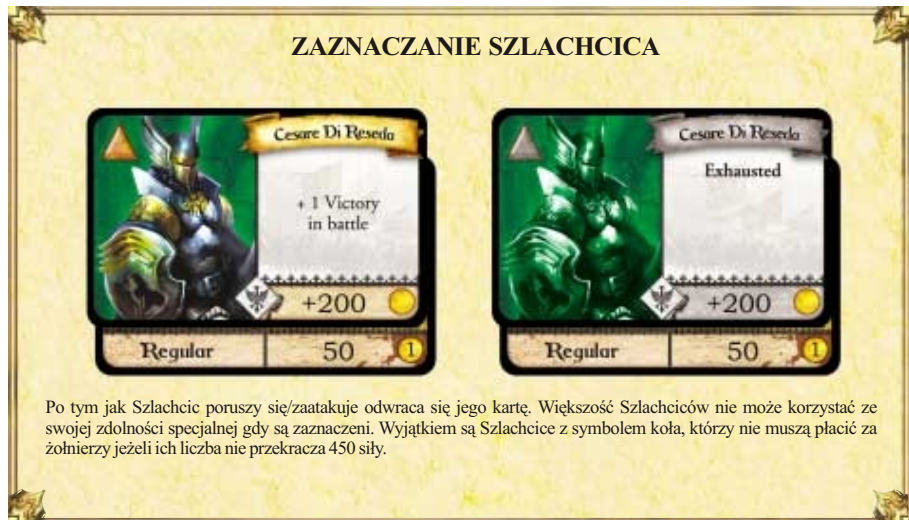 ZAZNACZANIE SZLACHCICA
Cesare Di Reseda
+ 1 Victory
in battle
+200
Regular 50 1
Cesare Di Reseda
Exhausted
+200
Regular 50 1
Po tym jak Szlachcic poruszy się/zaatakuje odwraca się jego kartę. Większość Szlachciców nie może korzystać ze
swojej zdolności specjalnej gdy są zaznaczeni. Wyjątkiem są Szlachcice z symbolem koła, którzy nie muszą płacić za
żołnierzy jeżeli ich liczba nie przekracza 450 siły.